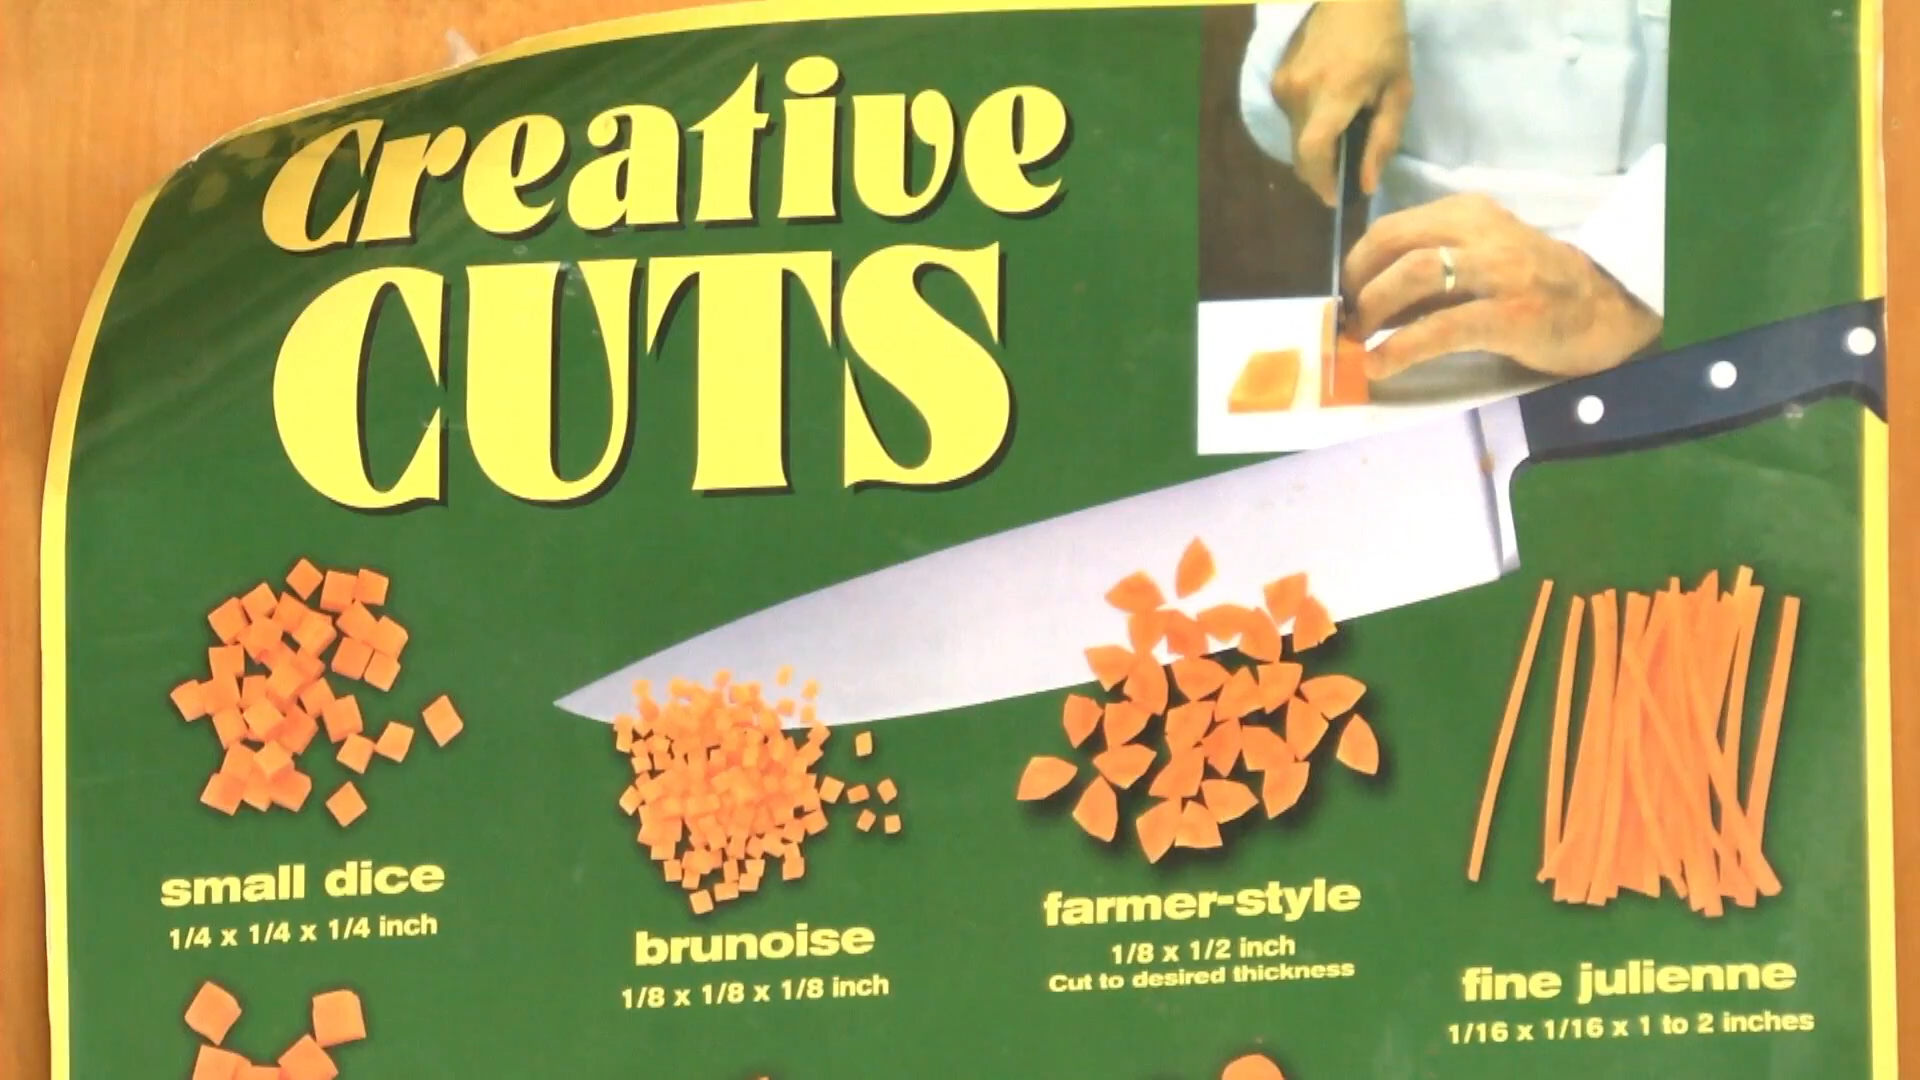 Creative
CUTS
small dice
1/4 x 1/4 x 1/4 inch
brunoise
1/8 x 1/8 x 1/8 inch
farmer-style
1/8 x 1/2 inch
Cut to desired thickness
fine julienne
1/16 x 1/16 x 1 to 2 inches